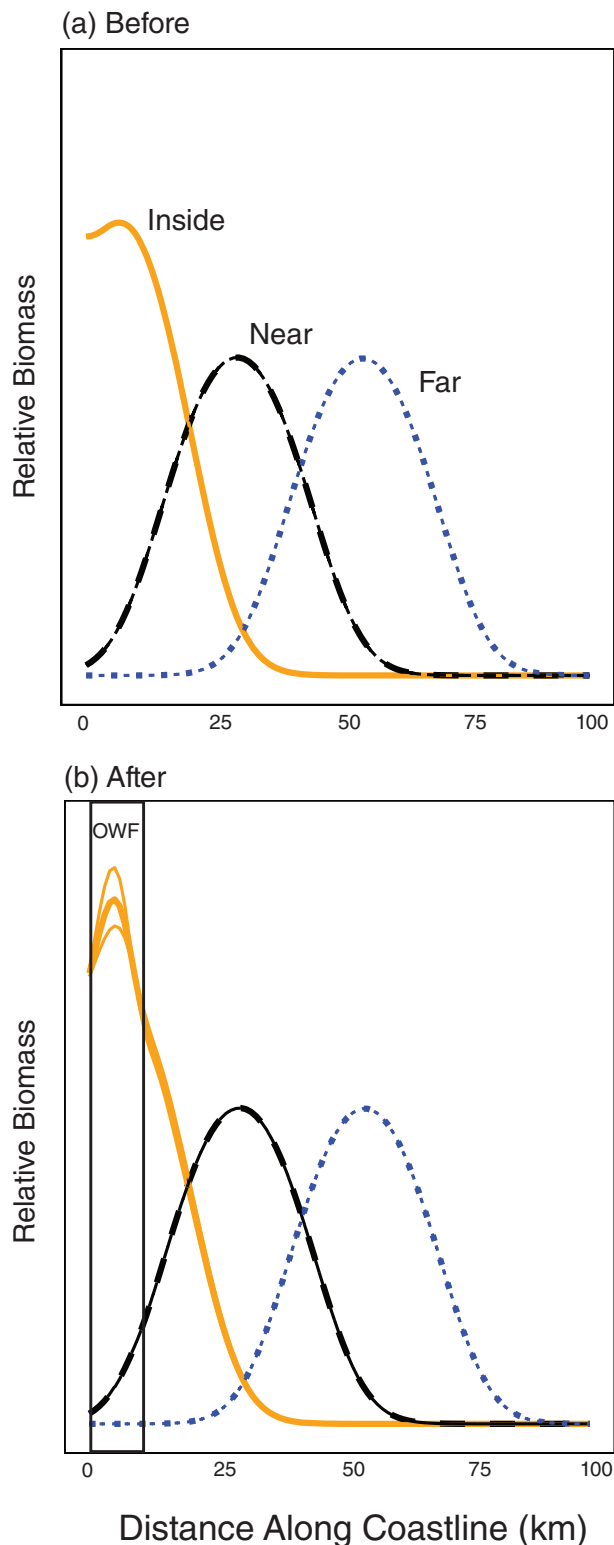 (a) Before
Inside
Near
Far
Relative Biomass
0 25 50 75 100
(b) After
OWF
Relative Biomass
0 25 50 75 100
Distance Along Coastline (km)